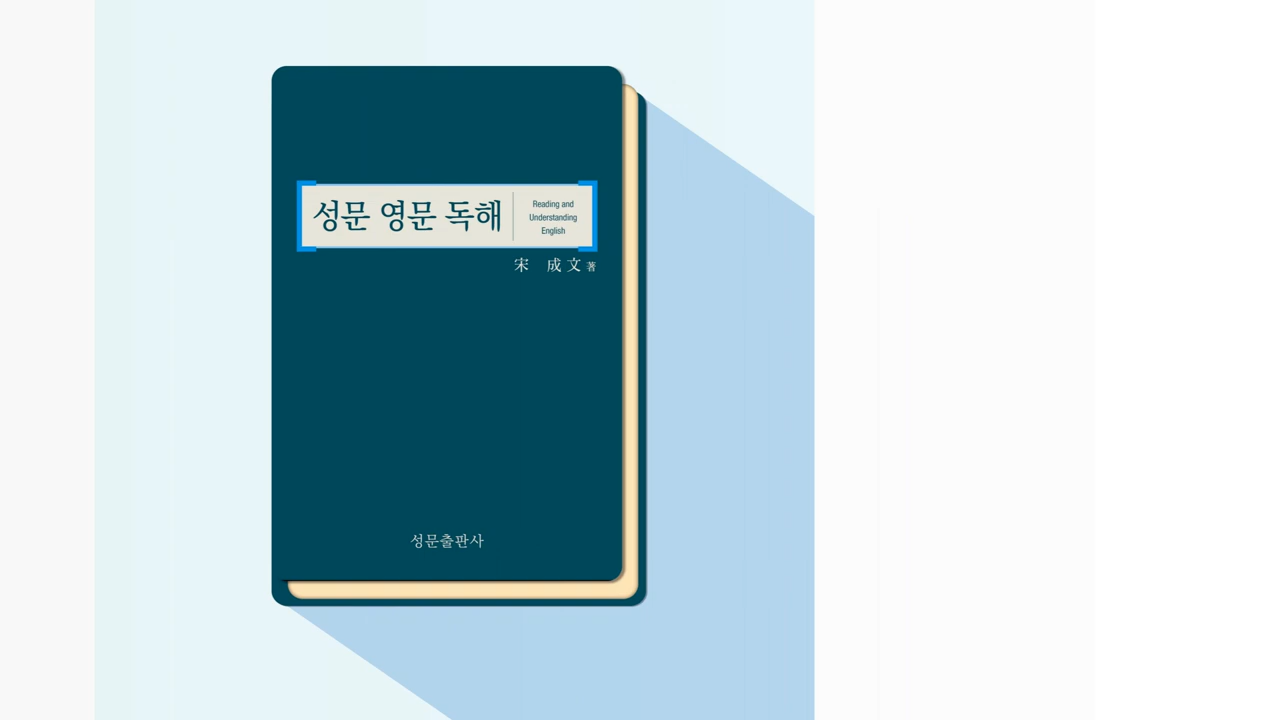 성문 영문 독해
Reading and
Understanding
English
宋 成文 著
성문출판사